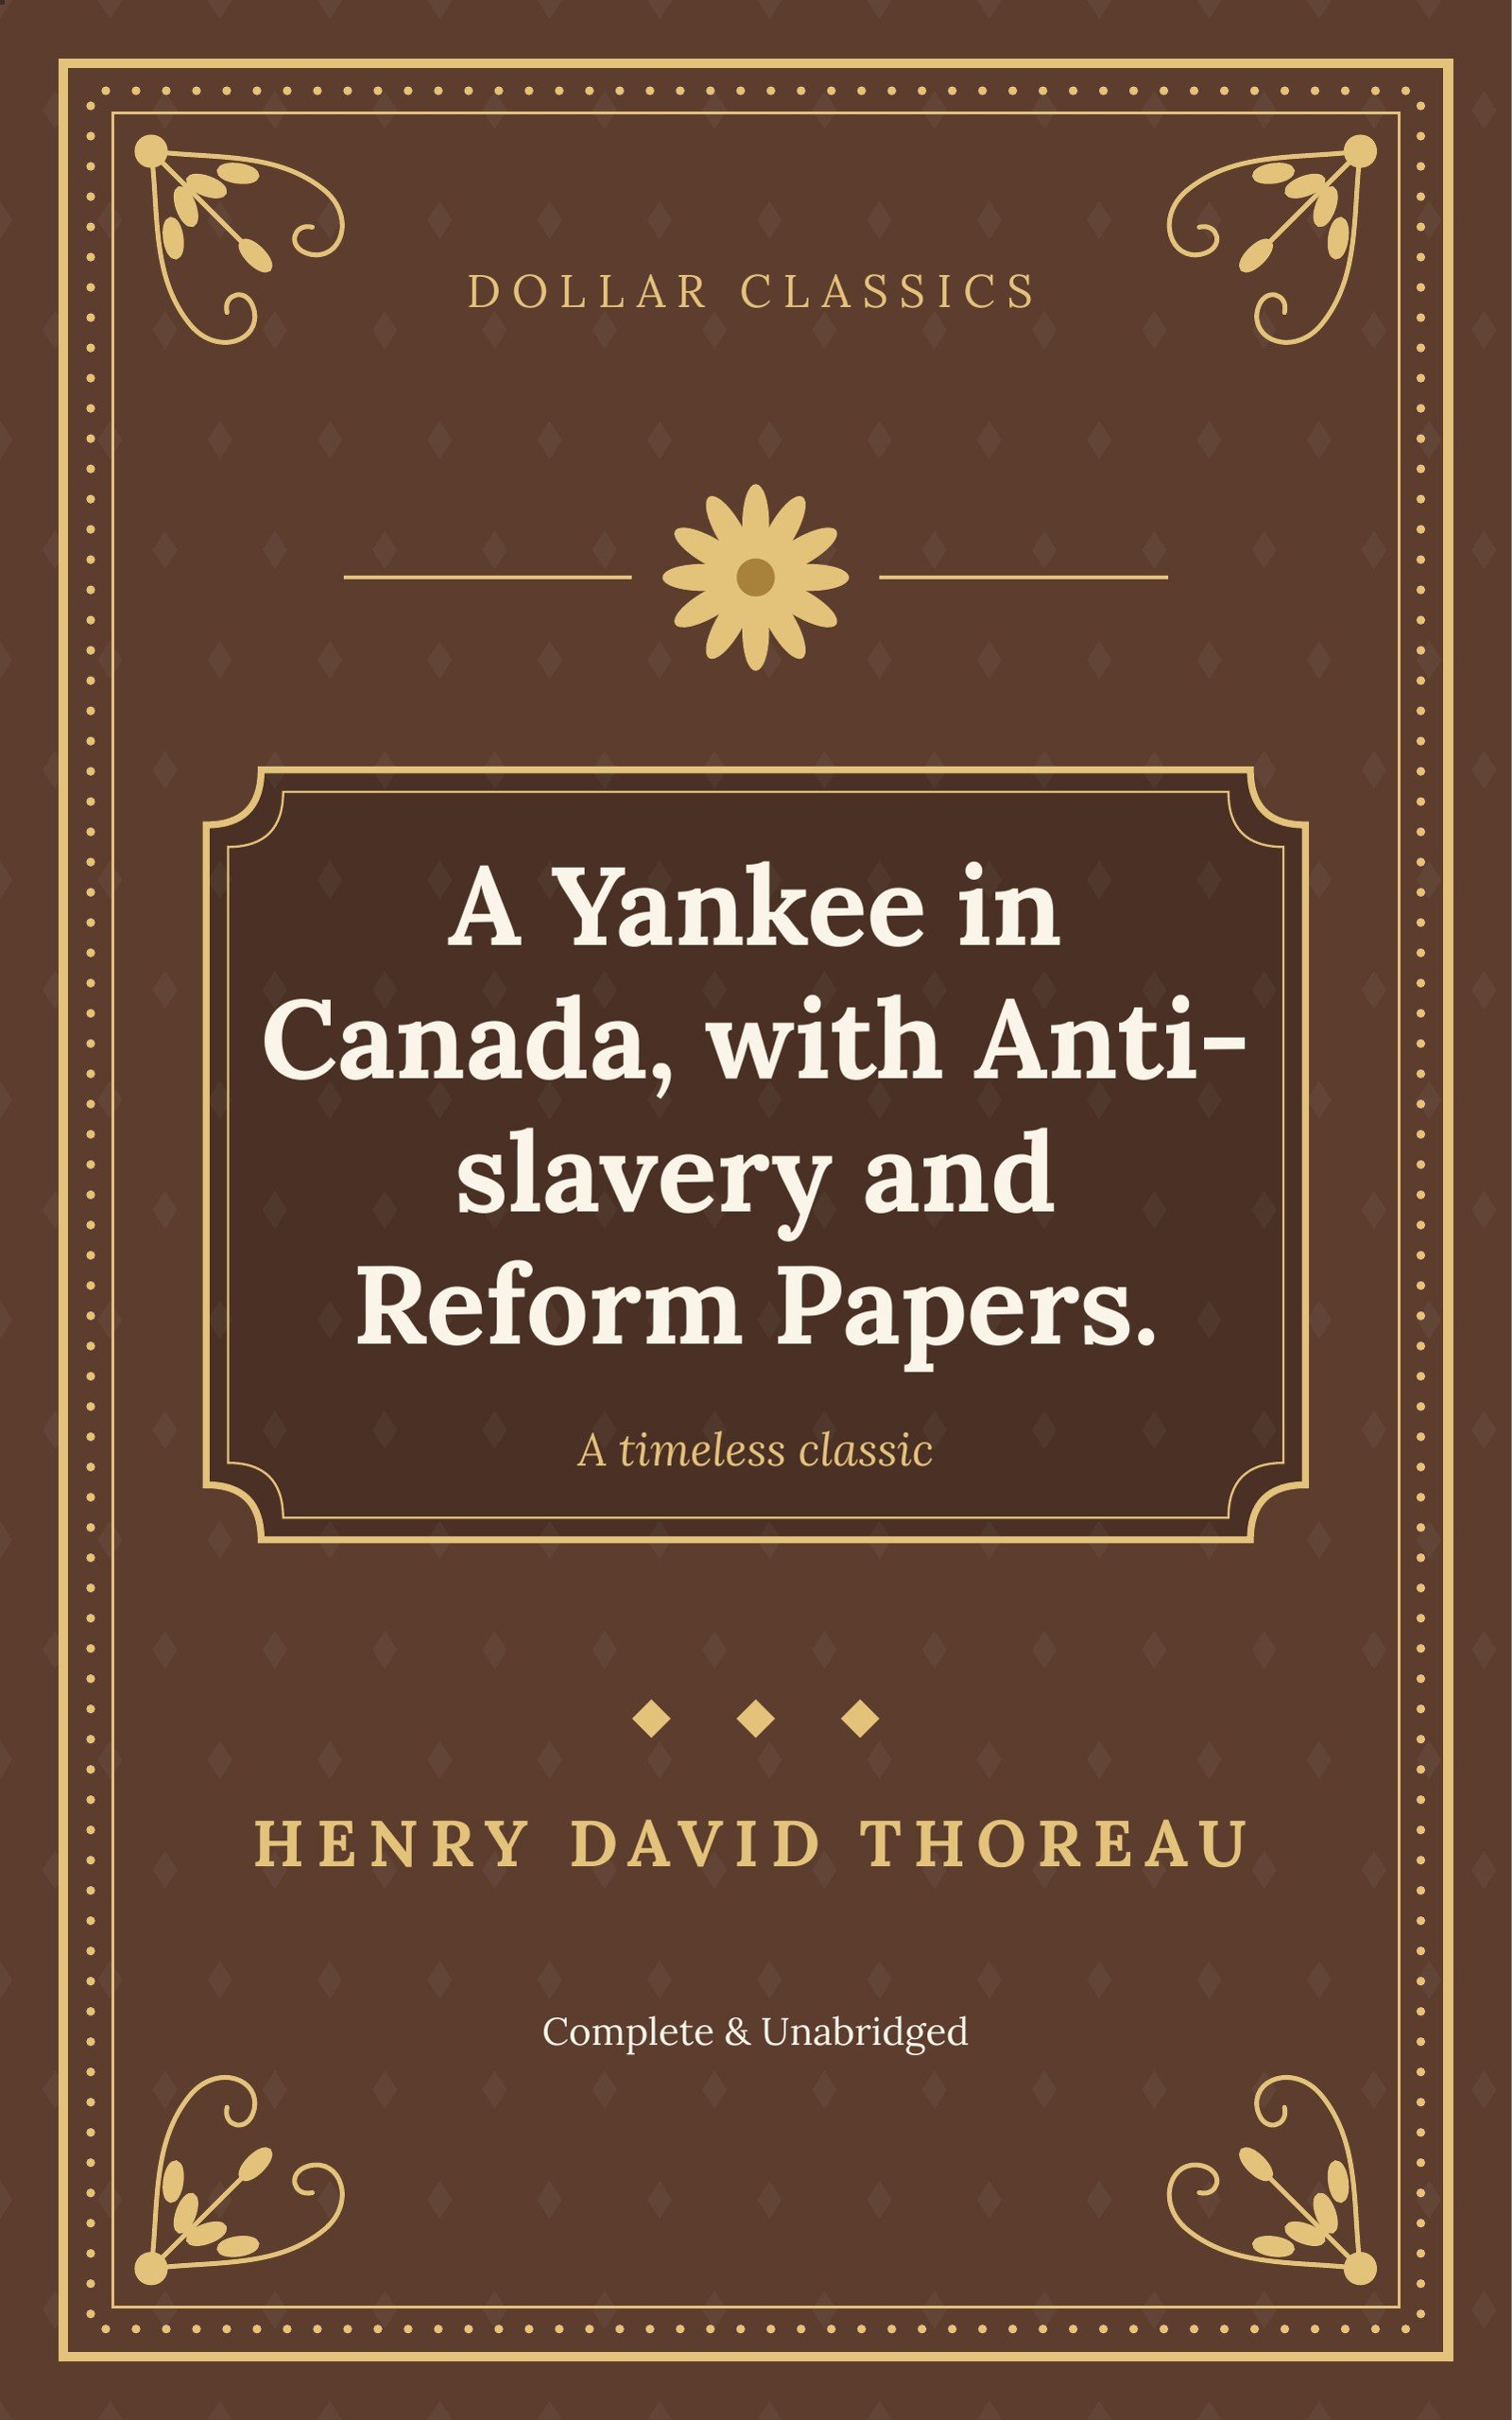 DOLLAR CLASSICS
A Yankee in
Canada, with Anti-
slavery and
Reform Papers.
A timeless classic
HENRY DAVID THOREAU
Complete & Unabridged